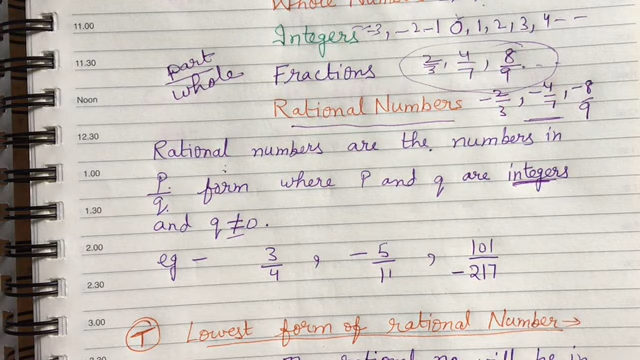 Whole Numbers
11.00
Integers -3, -2 -1 0, 1, 2, 3, 4 - -
11.30
part/whole Fractions 2/3, 4/7, 8/9 ..
Noon
Rational Numbers -2/3, -4/7, -8/9
12.30
Rational numbers are the numbers in
1.00
p/q form where P and q are integers
1.30
and q ≠ 0.
2.00
eg - 3/4, -5/11, 101/-217
2.30
3.00
① Lowest form of rational Number→